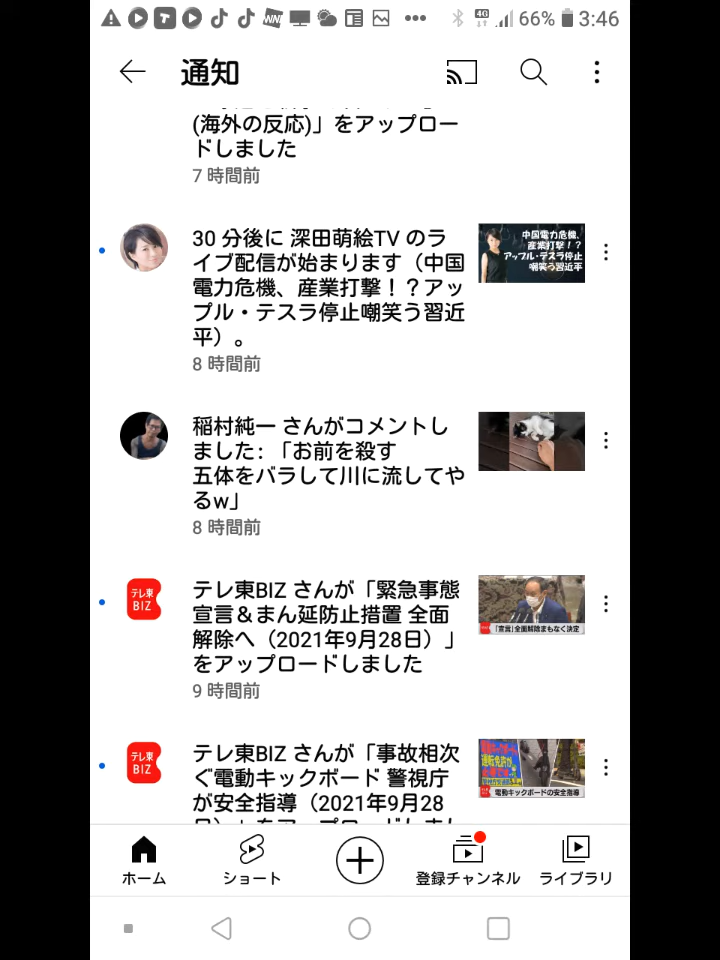 66% 3:46
通知
(海外の反応)」をアップロー
ドしました
7 時間前
30 分後に 深田萌絵TV のラ
イブ配信が始まります（中国
電力危機、産業打撃！？アッ
プル・テスラ停止嘲笑う習近
平）。
8 時間前
中国電力危機、
産業打撃！？
アップル・テスラ停止
嘲笑う習近平
稲村純一 さんがコメントし
ました:「お前を殺す
五体をバラして川に流してや
るw」
8 時間前
テレ東
BIZ
テレ東BIZ さんが「緊急事態
宣言＆まん延防止措置 全面
解除へ（2021年9月28日）」
をアップロードしました
9 時間前
「宣言」全面解除まもなく決定
テレ東
BIZ
テレ東BIZ さんが「事故相次
ぐ電動キックボード 警視庁
が安全指導（2021年9月28
日）」をアップロードしまし
電動キックボードの安全指導
ホーム
ショート
登録チャンネル
ライブラリ